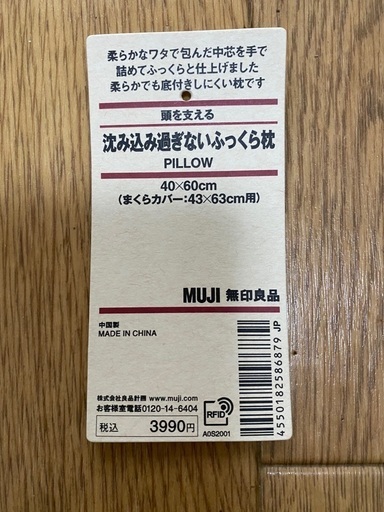 柔らかなワタで包んだ中芯を手で
詰めてふっくらと仕上げました
柔らかでも底付きしにくい枕です
頭を支える
沈み込み過ぎないふっくら枕
PILLOW
40×60cm
(まくらカバー:43×63cm用)
MUJI 無印良品
中国製
MADE IN CHINA
4550182586879 JP
株式会社良品計画 www.muji.com
お客様室電話0120-14-6404
RFID
A0S2001
税込 3990円